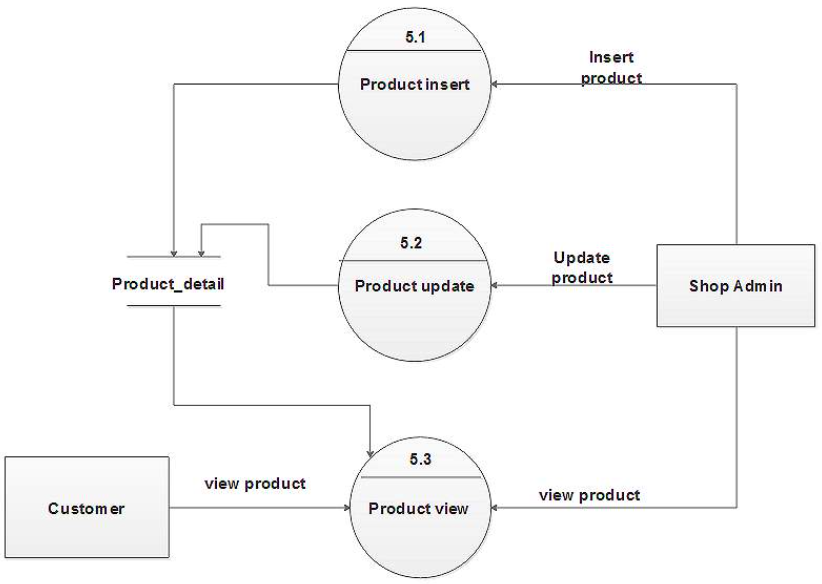 5.1
Product insert
Insert
product
5.2
Product update
Update
product
Shop Admin
Product_detail
5.3
Product view
Customer
view product
view product